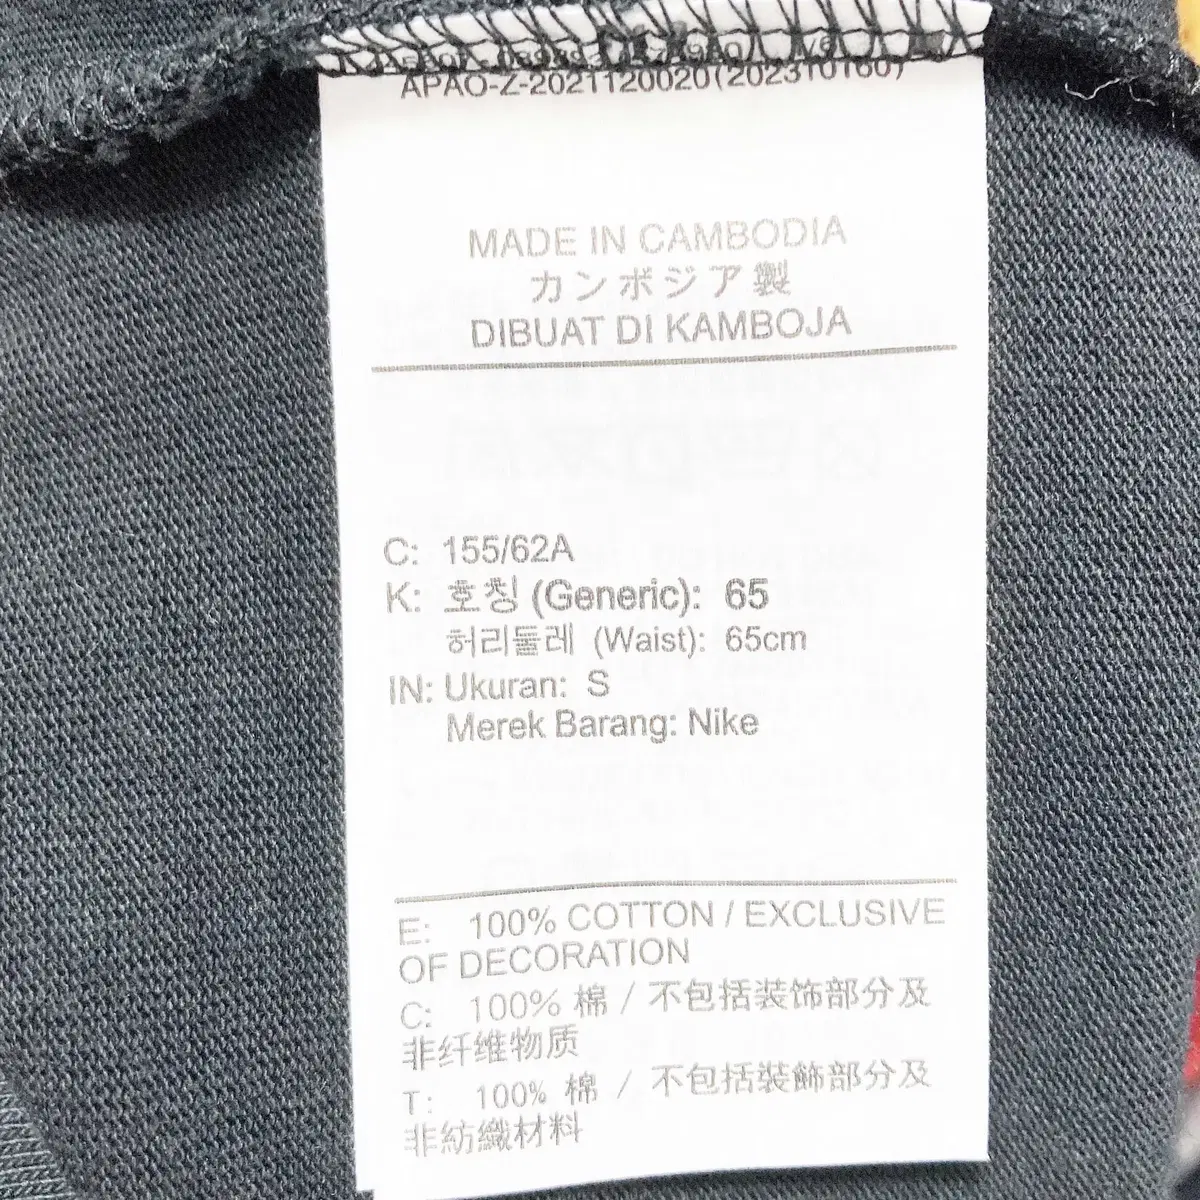 APAO-Z-2021120020(202310160)
MADE IN CAMBODIA
カンボジア製
DIBUAT DI KAMBOJA
C: 155/62A
K: 호칭 (Generic): 65
허리둘레 (Waist): 65cm
IN: Ukuran: S
Merek Barang: Nike
E: 100% COTTON / EXCLUSIVE
OF DECORATION
C: 100% 棉 / 不包括装饰部分及
非纤维物质
T: 100% 棉 / 不包括裝飾部分及
非紡織材料